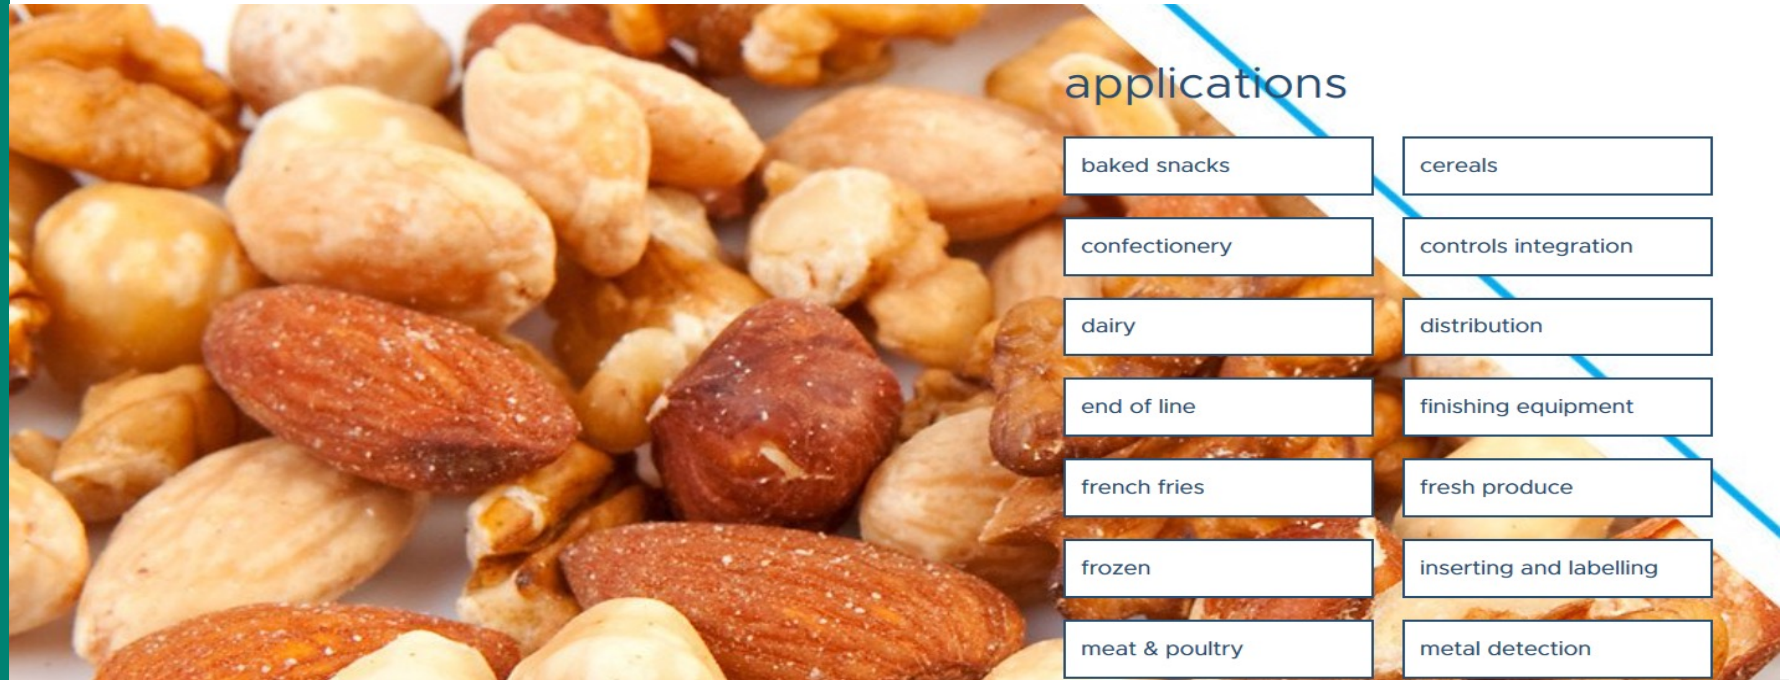 applications
baked snacks
cereals
confectionery
controls integration
dairy
distribution
end of line
finishing equipment
french fries
fresh produce
frozen
inserting and labelling
meat & poultry
metal detection